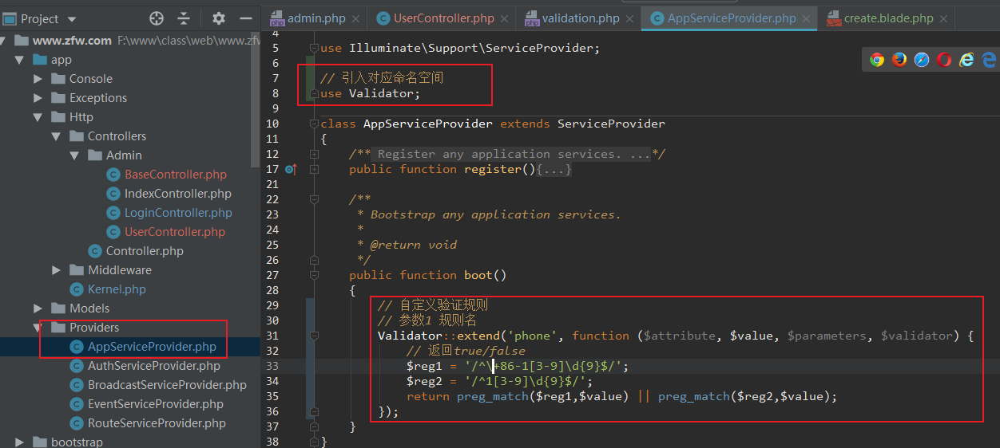 Project
www.zfw.com F:\www\class\web\www.zfw
app
Console
Exceptions
Http
Controllers
Admin
BaseController.php
IndexController.php
LoginController.php
UserController.php
Controller.php
Middleware
Kernel.php
Models
Providers
AppServiceProvider.php
AuthServiceProvider.php
BroadcastServiceProvider.php
EventServiceProvider.php
RouteServiceProvider.php
bootstrap
admin.php
UserController.php
validation.php
AppServiceProvider.php
create.blade.php
4
5 use Illuminate\Support\ServiceProvider;
6
7 // 引入对应命名空间
8 use Validator;
9
10 class AppServiceProvider extends ServiceProvider
11 {
12 /** Register any application services. ...*/
17 public function register(){...}
21
22 /**
23 * Bootstrap any application services.
24 *
25 * @return void
26 */
27 public function boot()
28 {
29 // 自定义验证规则
30 // 参数1 规则名
31 Validator::extend('phone', function ($attribute, $value, $parameters, $validator) {
32 // 返回true/false
33 $reg1 = '/^\+86-1[3-9]\d{9}$/';
34 $reg2 = '/^1[3-9]\d{9}$/';
35 return preg_match($reg1,$value) || preg_match($reg2,$value);
36 });
37 }
38 }